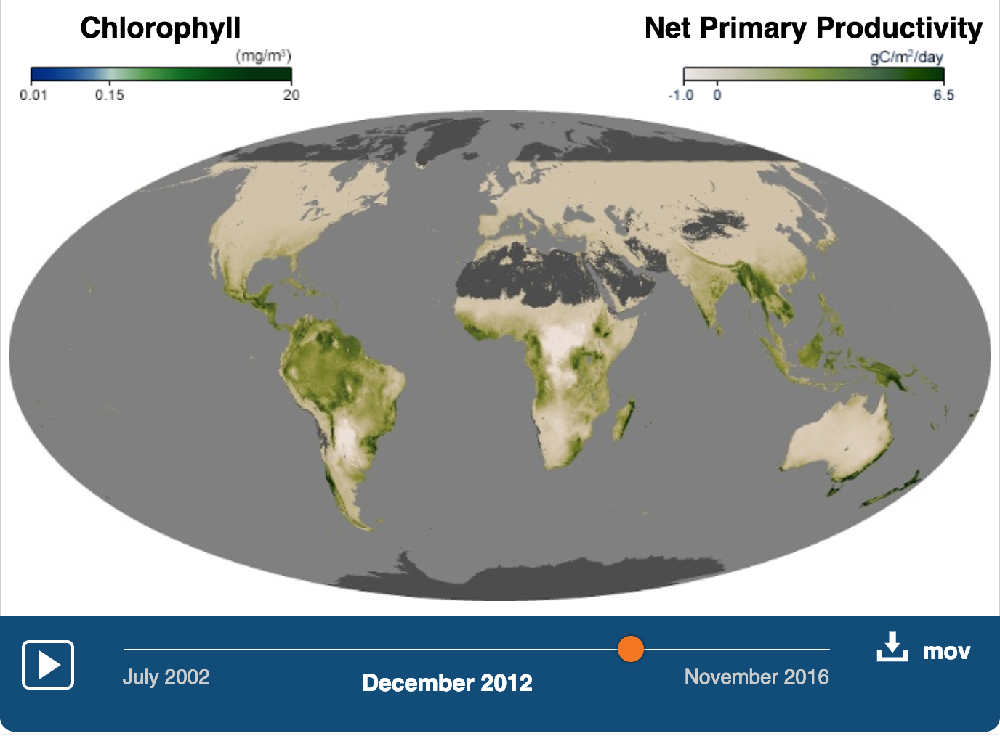 Chlorophyll
(mg/m³)
0.01 0.15 20
Net Primary Productivity
gC/m²/day
-1.0 0 6.5
July 2002
December 2012
November 2016
mov